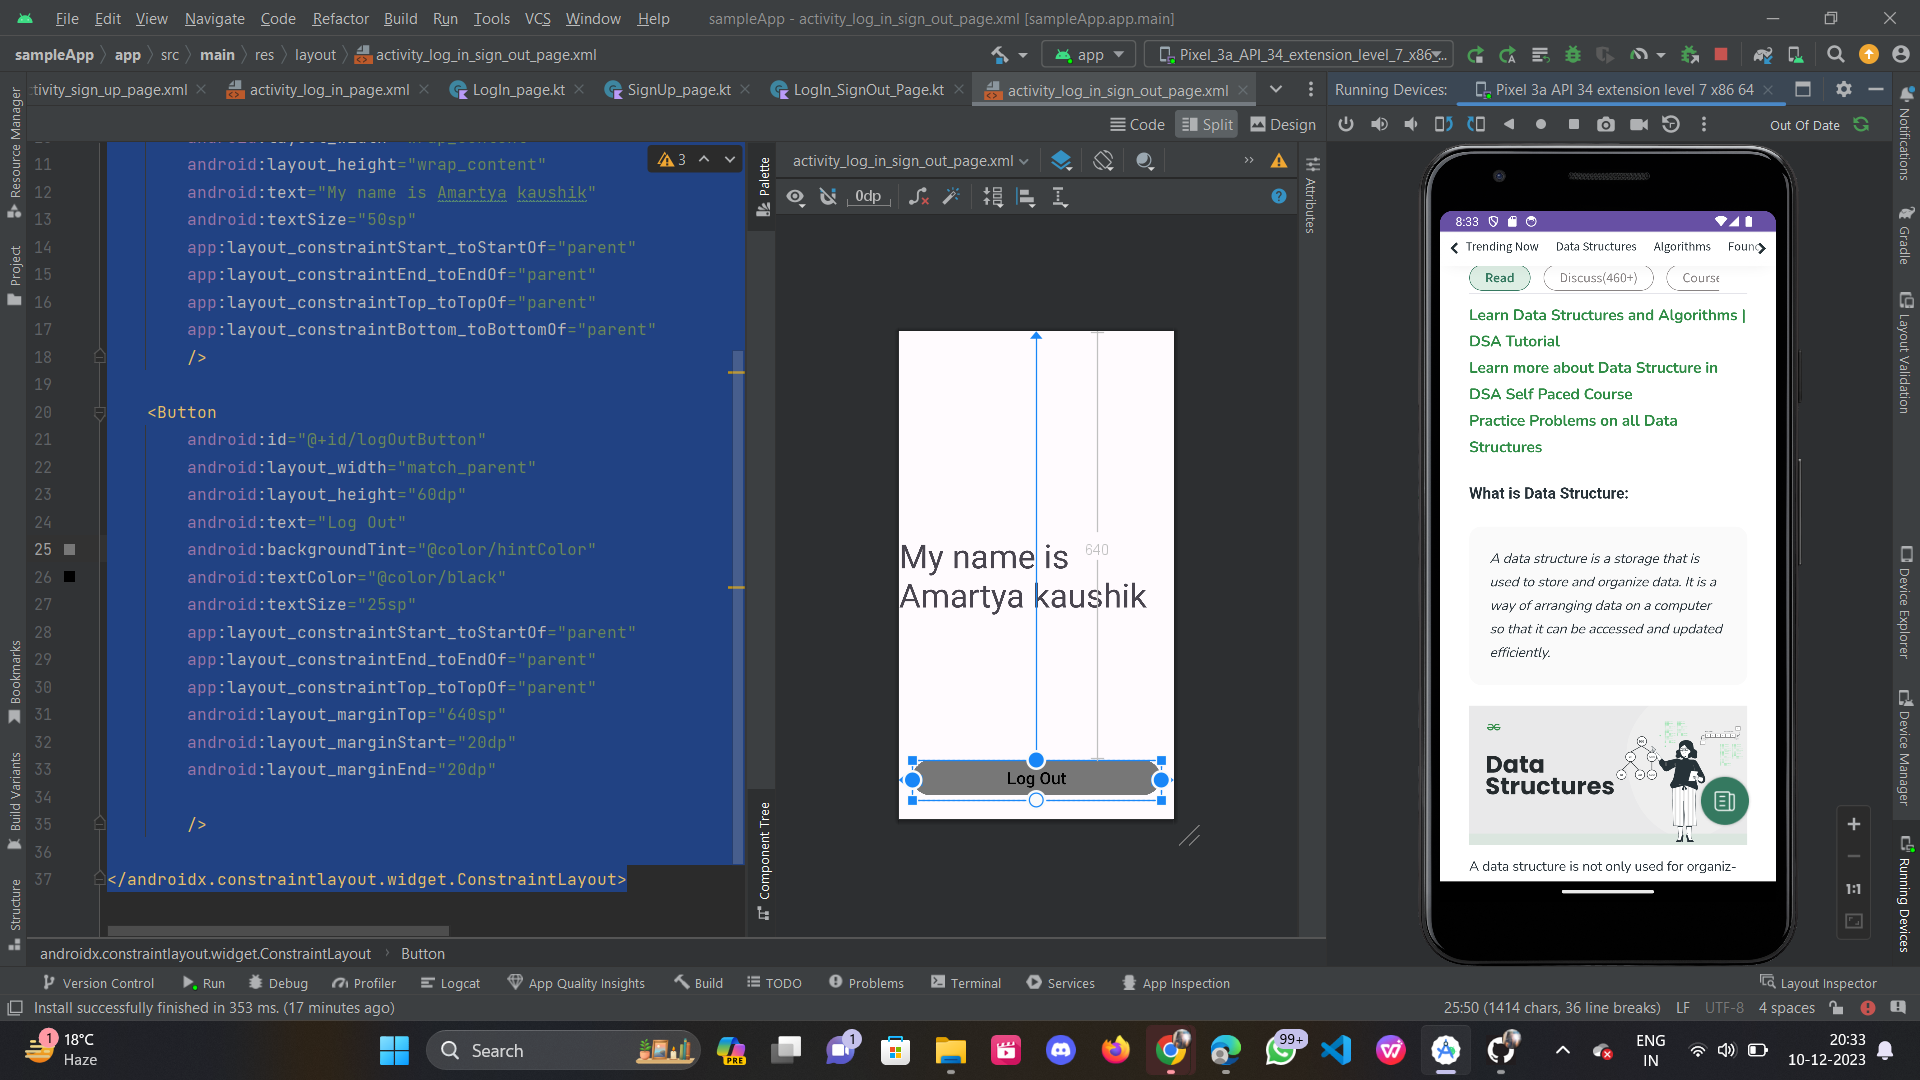 File Edit View Navigate Code Refactor Build Run Tools VCS Window Help sampleApp - activity_log_in_sign_out_page.xml [sampleApp.app.main]
sampleApp app src main res layout activity_log_in_sign_out_page.xml
app Pixel_3a_API_34_extension_level_7_x86...
tivity_sign_up_page.xml activity_log_in_page.xml LogIn_page.kt SignUp_page.kt LogIn_SignOut_Page.kt activity_log_in_sign_out_page.xml
Running Devices: Pixel 3a API 34 extension level 7 x86 64
Code Split Design
Out Of Date
Resource Manager
Project
Bookmarks
Build Variants
Structure
3
11 android:layout_height="wrap_content"
12 android:text="My name is Amartya kaushik"
13 android:textSize="50sp"
14 app:layout_constraintStart_toStartOf="parent"
15 app:layout_constraintEnd_toEndOf="parent"
16 app:layout_constraintTop_toTopOf="parent"
17 app:layout_constraintBottom_toBottomOf="parent"
18 />
19
20 <Button
21 android:id="@+id/logOutButton"
22 android:layout_width="match_parent"
23 android:layout_height="60dp"
24 android:text="Log Out"
25 android:backgroundTint="@color/hintColor"
26 android:textColor="@color/black"
27 android:textSize="25sp"
28 app:layout_constraintStart_toStartOf="parent"
29 app:layout_constraintEnd_toEndOf="parent"
30 app:layout_constraintTop_toTopOf="parent"
31 android:layout_marginTop="640sp"
32 android:layout_marginStart="20dp"
33 android:layout_marginEnd="20dp"
34
35 />
36
37 </androidx.constraintlayout.widget.ConstraintLayout>
Palette
Component Tree
activity_log_in_sign_out_page.xml
0dp
Attributes
My name is
Amartya kaushik
640
Log Out
8:33
Trending Now Data Structures Algorithms Foun
Read Discuss(460+) Course
Learn Data Structures and Algorithms |
DSA Tutorial
Learn more about Data Structure in
DSA Self Paced Course
Practice Problems on all Data
Structures
What is Data Structure:
A data structure is a storage that is
used to store and organize data. It is a
way of arranging data on a computer
so that it can be accessed and updated
efficiently.
Data
Structures
A data structure is not only used for organiz-
1:1
Notifications
Gradle
Layout Validation
Device Explorer
Device Manager
Running Devices
androidx.constraintlayout.widget.ConstraintLayout Button
Version Control Run Debug Profiler Logcat App Quality Insights Build TODO Problems Terminal Services App Inspection Layout Inspector
Install successfully finished in 353 ms. (17 minutes ago) 25:50 (1414 chars, 36 line breaks) LF UTF-8 4 spaces
1 18°C
Haze
Search
PRE
1
99+
ENG
IN
20:33
10-12-2023